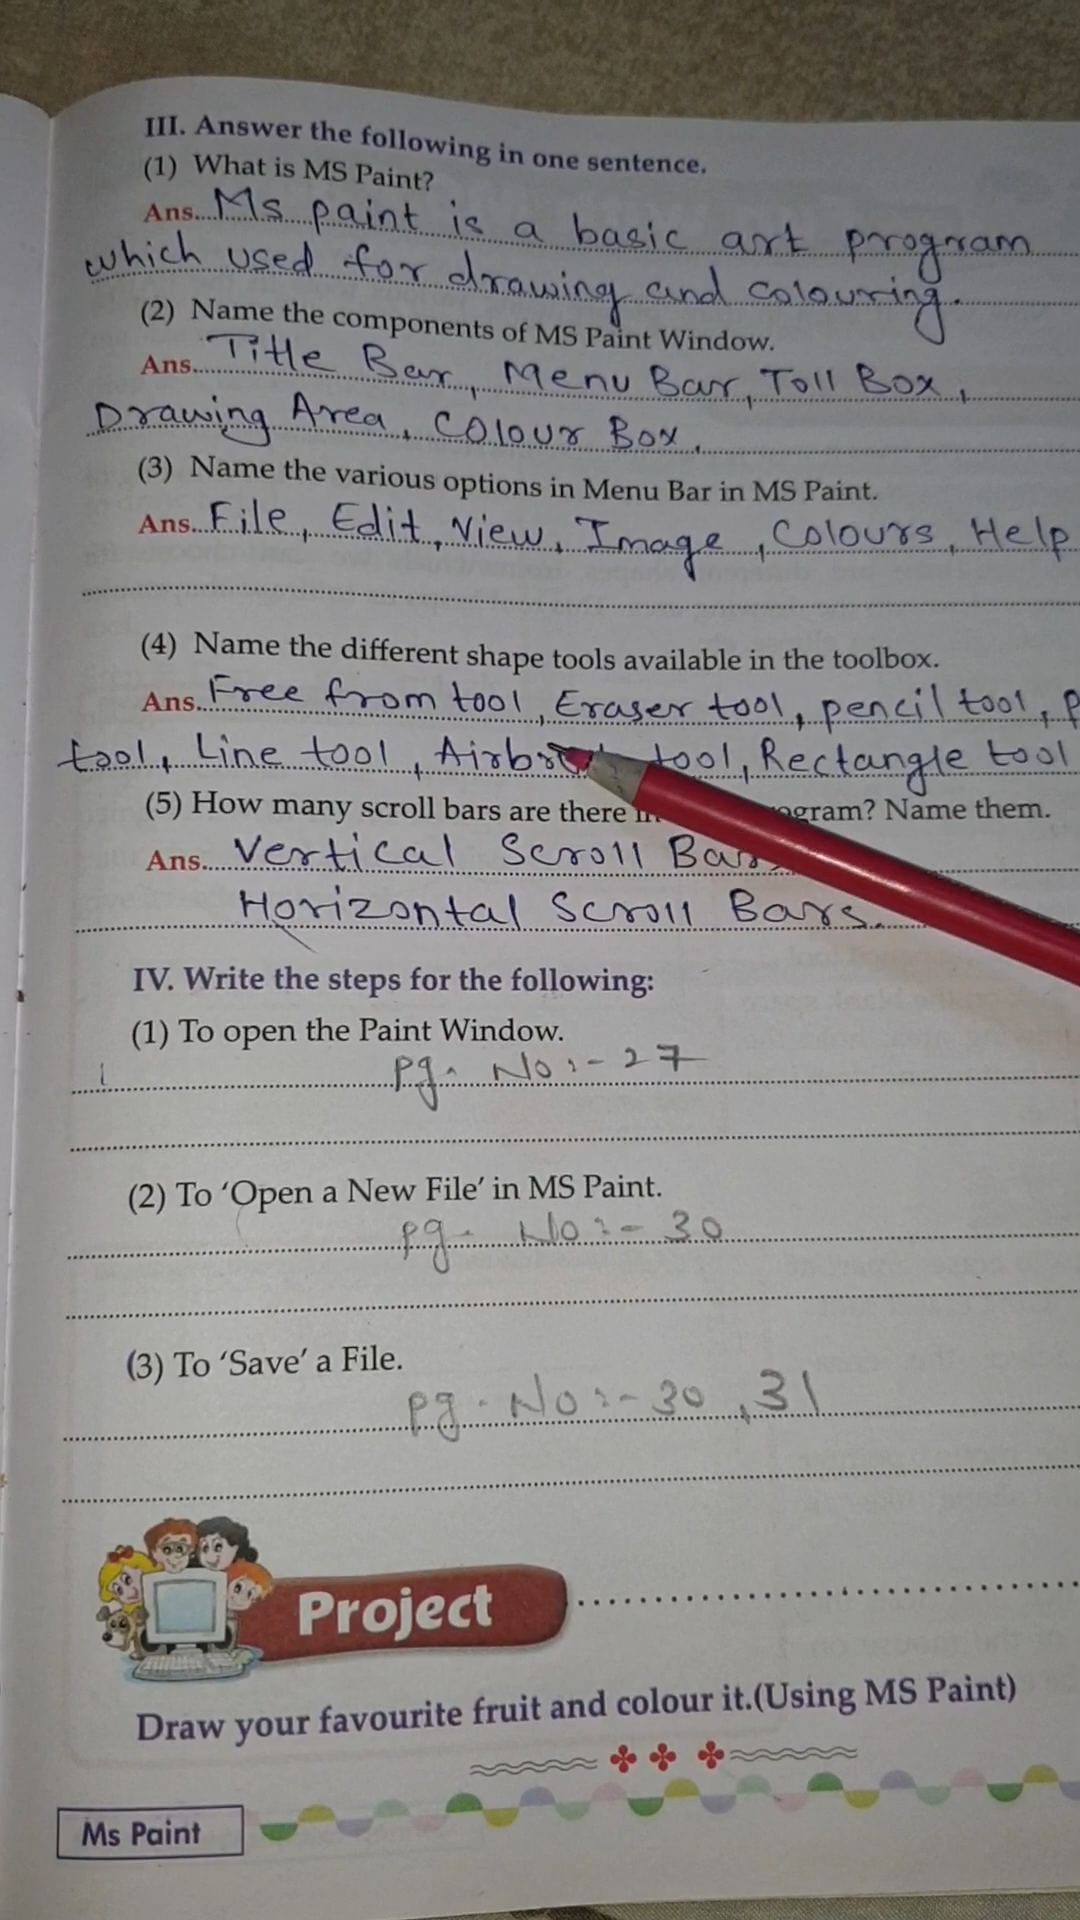 III. Answer the following in one sentence.
(1) What is MS Paint?
Ans. Ms paint is a basic art program
which used for drawing and colouring.
(2) Name the components of MS Paint Window.
Ans. Title Bar, Menu Bar, Toll Box,
Drawing Area, Colour Box.
(3) Name the various options in Menu Bar in MS Paint.
Ans. File, Edit, View, Image, Colours, Help
(4) Name the different shape tools available in the toolbox.
Ans. Free from tool, Eraser tool, pencil tool,
tool, Line tool, tool, Rectangle tool
(5) How many scroll bars are there Name them.
Ans. Vertical Scroll
Horizontal Scroll Bars.
IV. Write the steps for the following:
(1) To open the Paint Window.
pg. No:- 27
(2) To 'Open a New File' in MS Paint.
pg. No:- 30
(3) To 'Save' a File.
pg. No:- 30, 31
Project
Draw your favourite fruit and colour it.(Using MS Paint)
Ms Paint